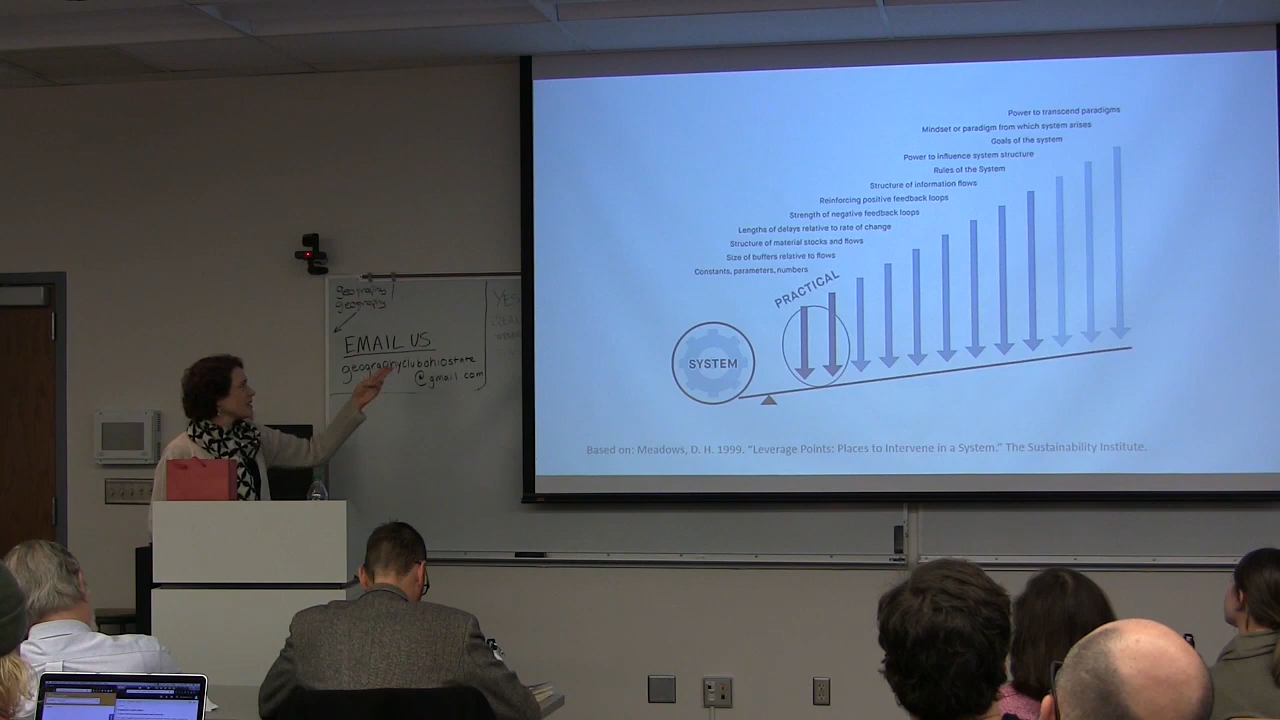 Power to transcend paradigms
Mindset or paradigm from which system arises
Goals of the system
Power to influence system structure
Rules of the System
Structure of information flows
Reinforcing positive feedback loops
Strength of negative feedback loops
Lengths of delays relative to rate of change
Structure of material stocks and flows
Size of buffers relative to flows
Constants, parameters, numbers
PRACTICAL
SYSTEM
Based on: Meadows, D. H. 1999. "Leverage Points: Places to Intervene in a System." The Sustainability Institute.
geography
geography
EMAIL US
geographyclubohiostate
@gmail com
YES